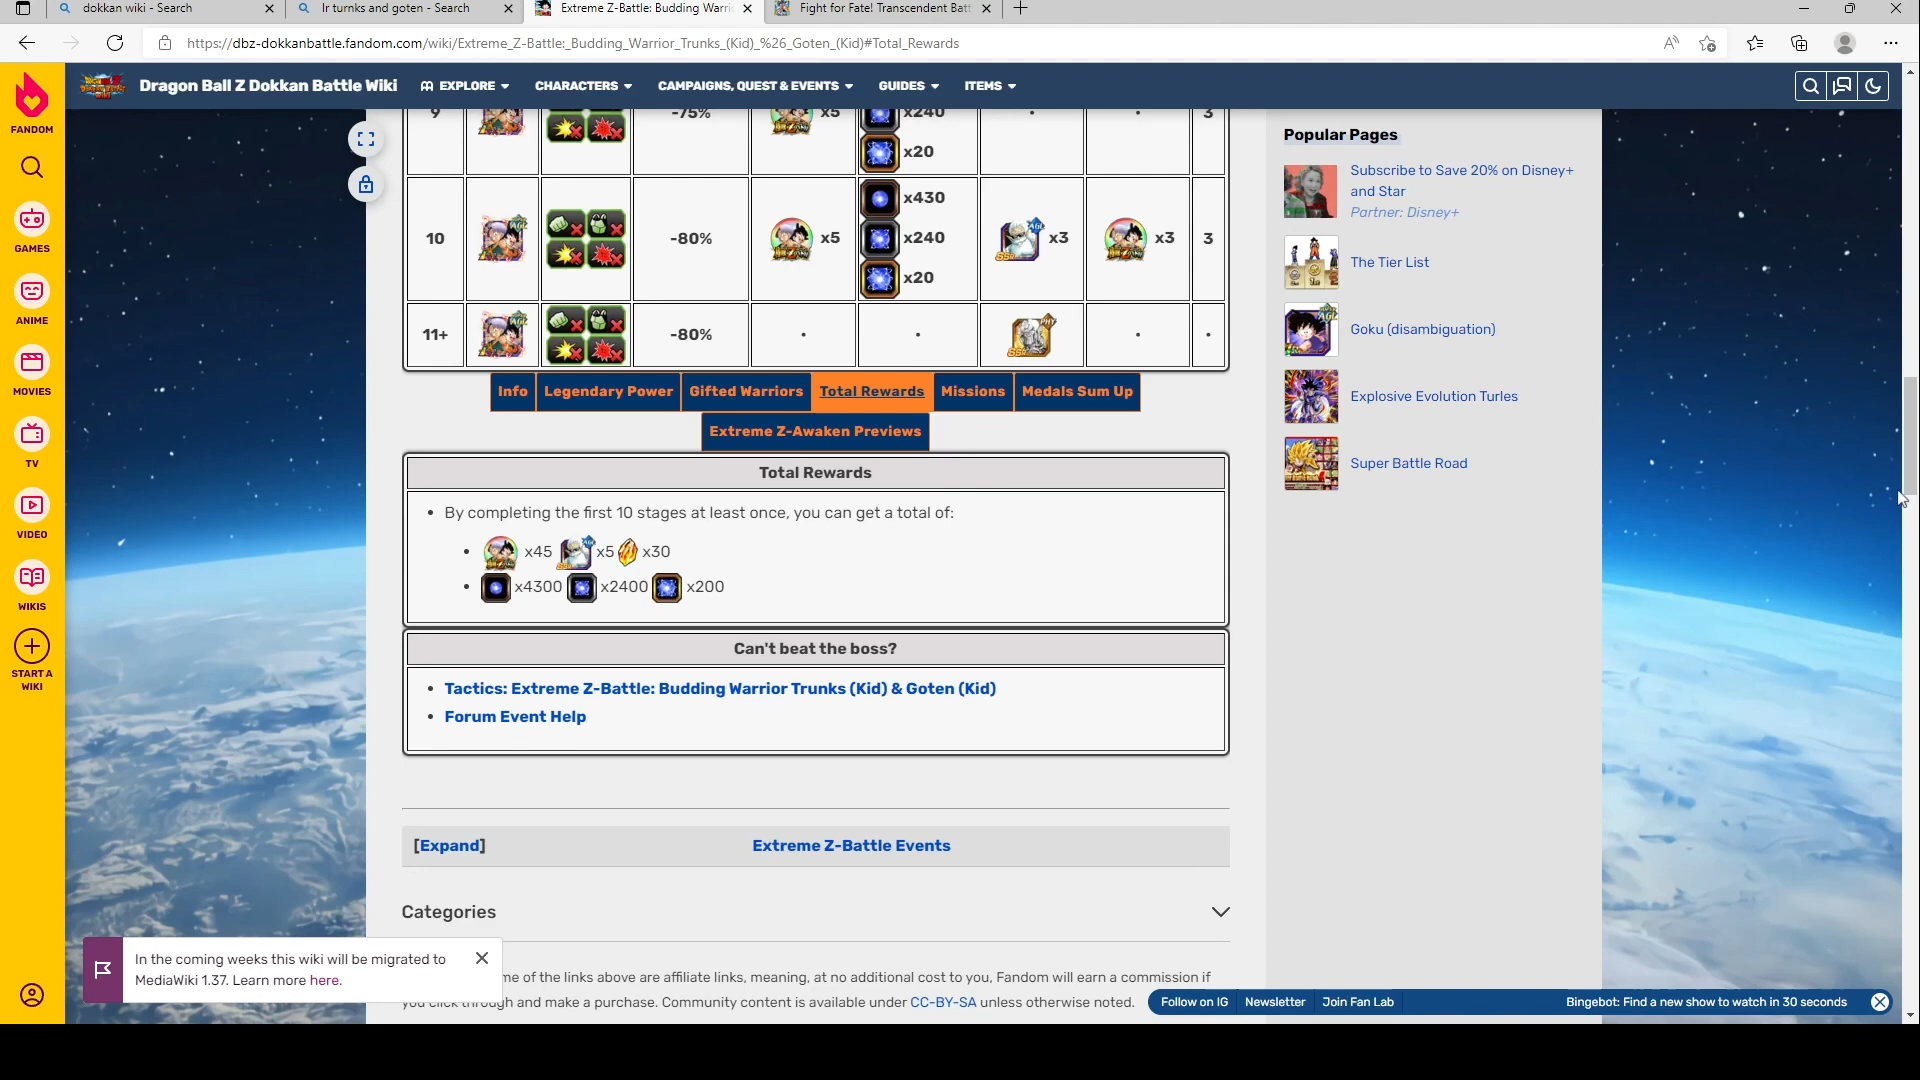 dokkan wiki - Search
lr turnks and goten - Search
Extreme Z-Battle: Budding Warri
Fight for Fate! Transcendent Batt
https://dbz-dokkanbattle.fandom.com/wiki/Extreme_Z-Battle:_Budding_Warrior_Trunks_(Kid)_%26_Goten_(Kid)#Total_Rewards
FANDOM
GAMES
ANIME
MOVIES
TV
VIDEO
WIKIS
START A
WIKI
Dragon Ball Z Dokkan Battle Wiki
EXPLORE
CHARACTERS
CAMPAIGNS, QUEST & EVENTS
GUIDES
ITEMS
9 -75% x5 x240 • • 3
x20
x430
10 -80% x5 x240 x3 x3 3
x20
11+ -80% • • • •
Info
Legendary Power
Gifted Warriors
Total Rewards
Missions
Medals Sum Up
Extreme Z-Awaken Previews
Total Rewards
• By completing the first 10 stages at least once, you can get a total of:
• x45 x5 x30
• x4300 x2400 x200
Can't beat the boss?
• Tactics: Extreme Z-Battle: Budding Warrior Trunks (Kid) & Goten (Kid)
• Forum Event Help
[Expand]
Extreme Z-Battle Events
Categories
me of the links above are affiliate links, meaning, at no additional cost to you, Fandom will earn a commission if
you click through and make a purchase. Community content is available under CC-BY-SA unless otherwise noted.
Popular Pages
Subscribe to Save 20% on Disney+
and Star
Partner: Disney+
The Tier List
Goku (disambiguation)
Explosive Evolution Turles
Super Battle Road
In the coming weeks this wiki will be migrated to
MediaWiki 1.37. Learn more here.
Follow on IG
Newsletter
Join Fan Lab
Bingebot: Find a new show to watch in 30 seconds